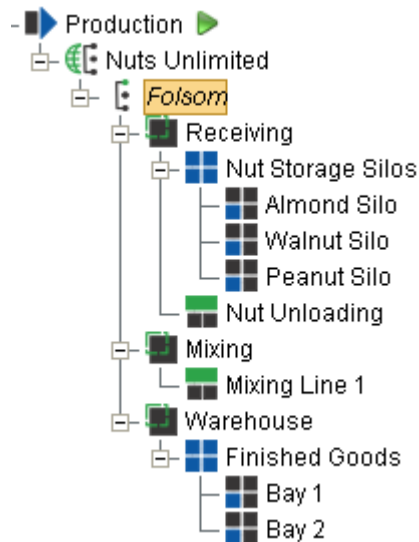 Production
Nuts Unlimited
Folsom
Receiving
Nut Storage Silos
Almond Silo
Walnut Silo
Peanut Silo
Nut Unloading
Mixing
Mixing Line 1
Warehouse
Finished Goods
Bay 1
Bay 2